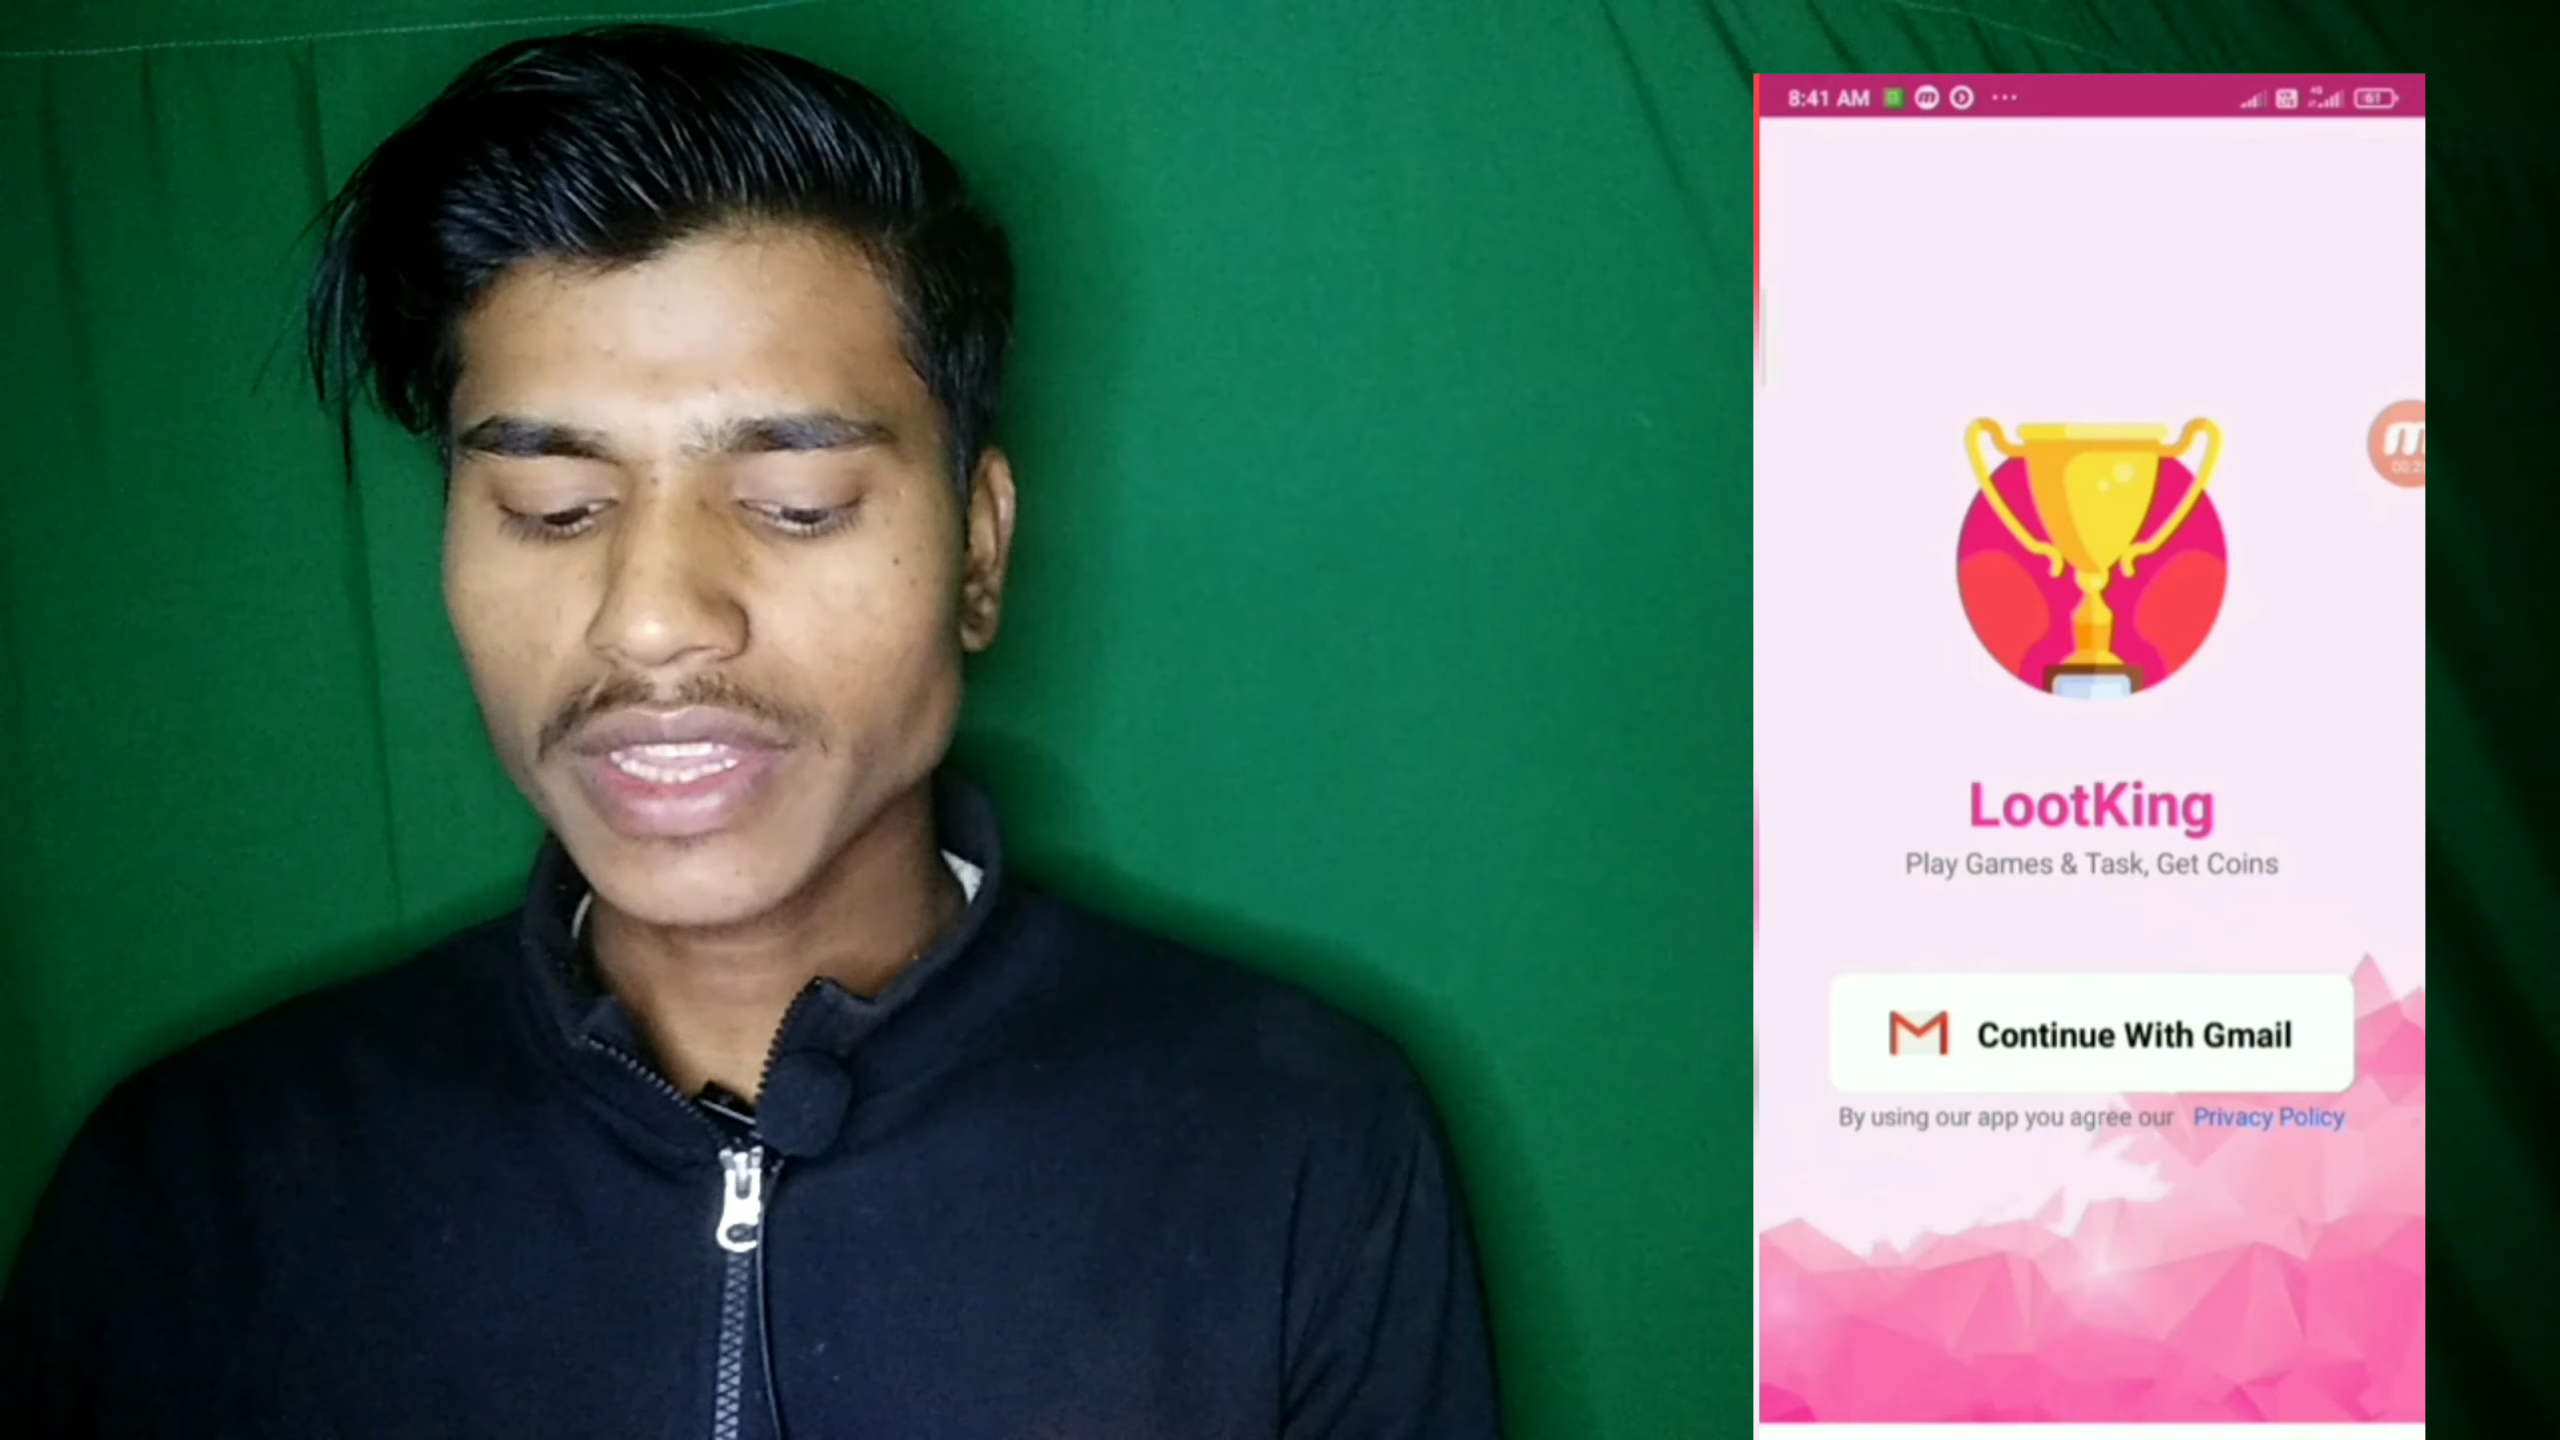 8:41 AM
61
LootKing
Play Games & Task, Get Coins
Continue With Gmail
By using our app you agree our Privacy Policy